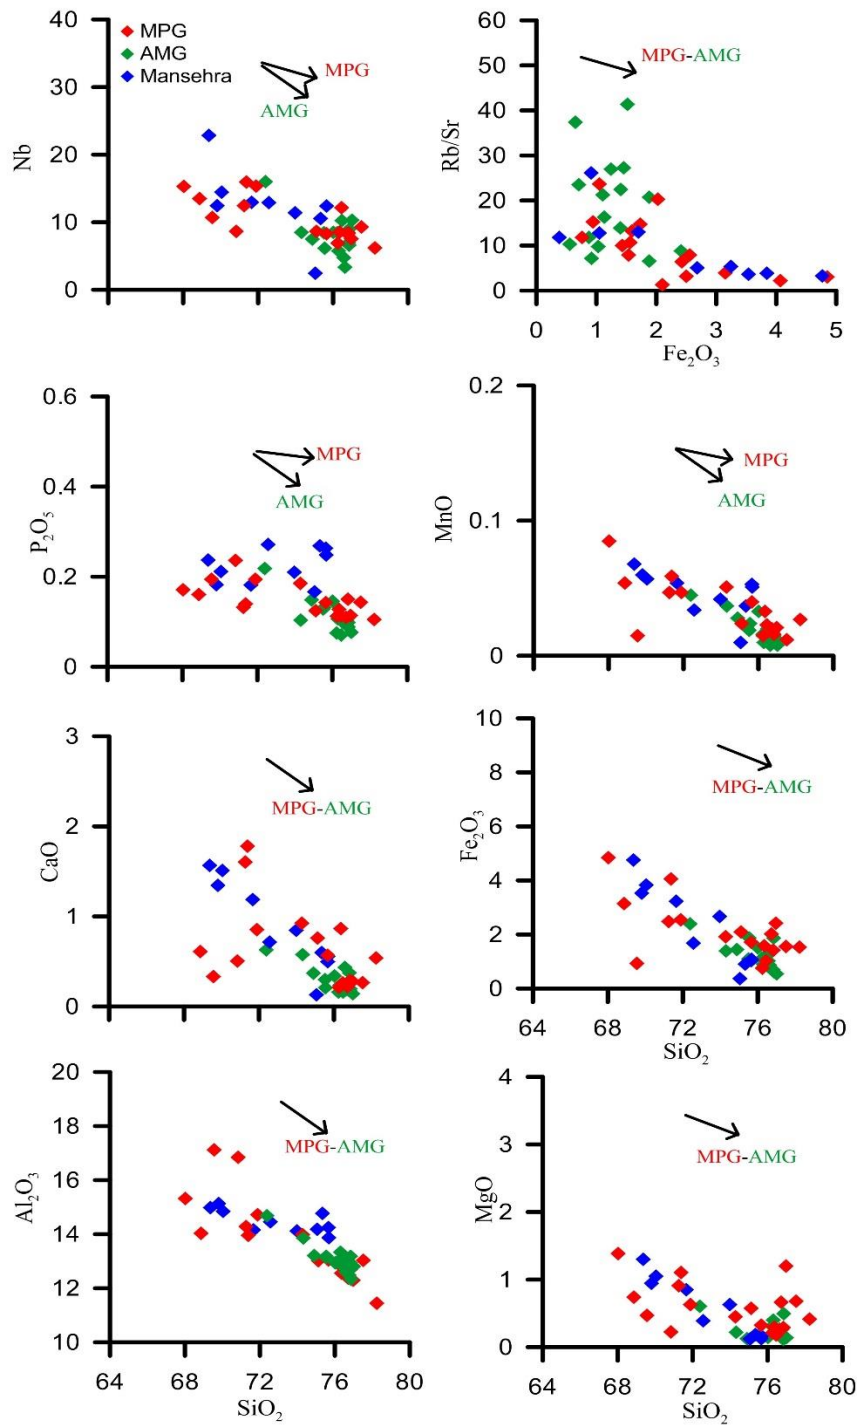 50
40
30
20
10
0
Nb
MPG
AMG
Mansehra
MPG
AMG
60
50
40
30
20
10
0
Rb/Sr
MPG-AMG
0 1 2 3 4 5
Fe₂O₃
0.6
0.4
0.2
0
P₂O₅
MPG
AMG
0.2
0.1
0
MnO
MPG
AMG
3
2
1
0
CaO
MPG-AMG
10
8
6
4
2
0
Fe₂O₃
MPG-AMG
64 68 72 76 80
SiO₂
20
18
16
14
12
10
Al₂O₃
MPG-AMG
64 68 72 76 80
SiO₂
4
3
2
1
0
MgO
MPG-AMG
64 68 72 76 80
SiO₂